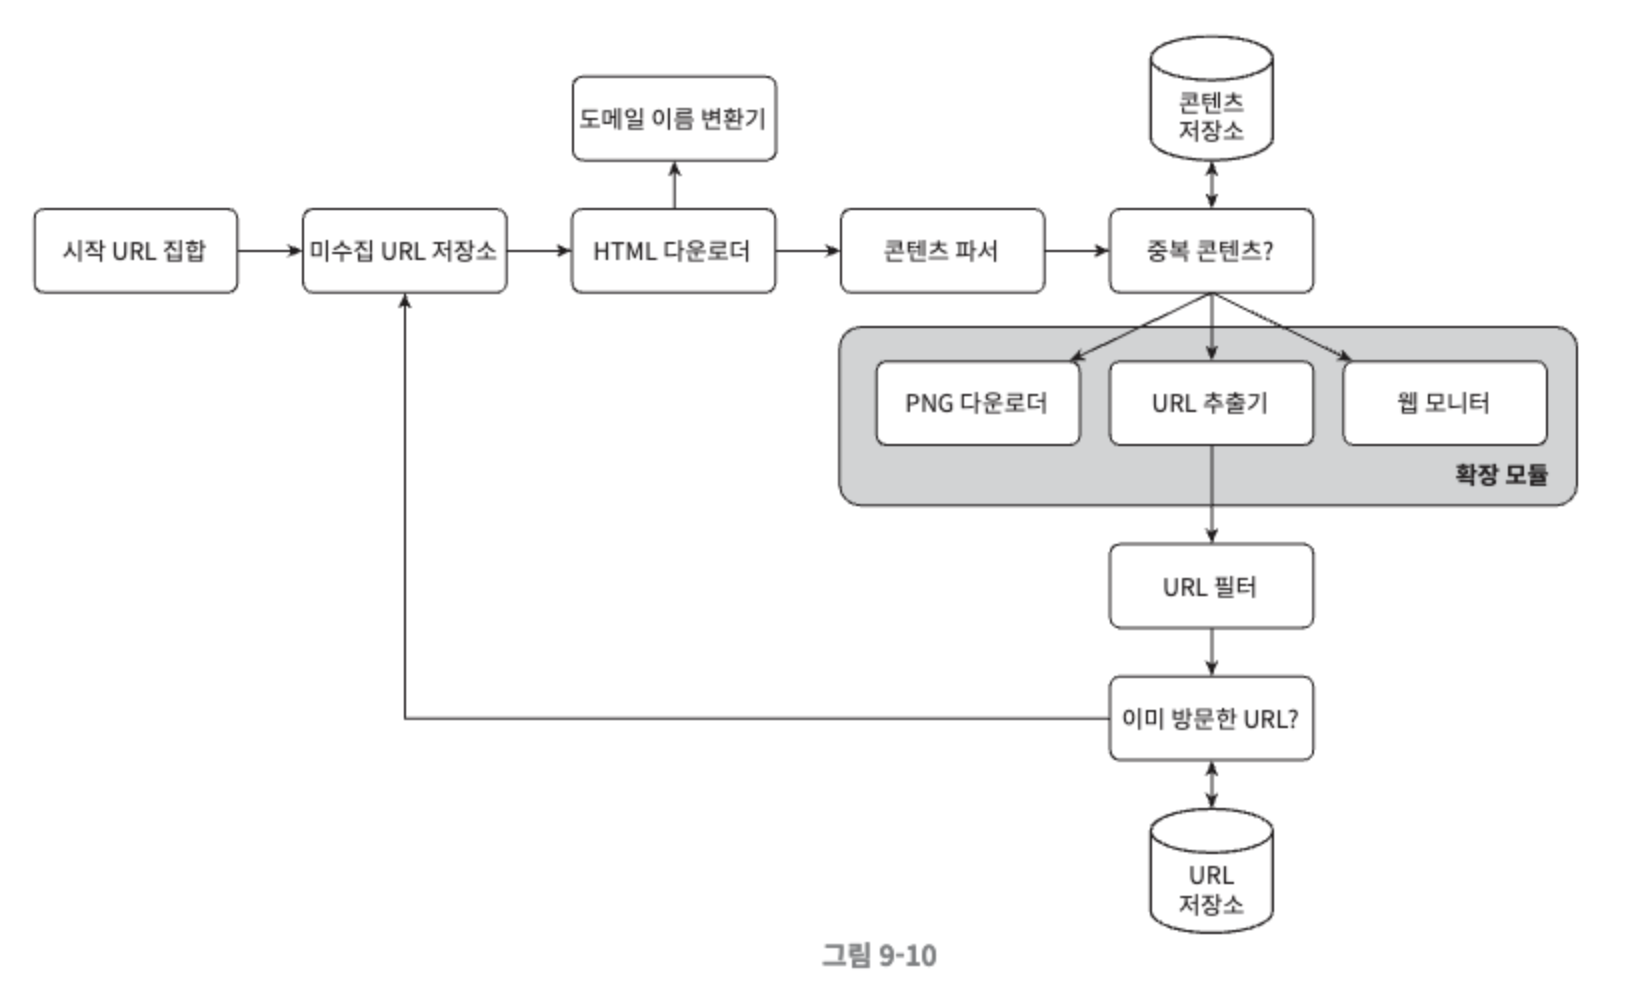 콘텐츠
저장소
도메일 이름 변환기
시작 URL 집합
미수집 URL 저장소
HTML 다운로더
콘텐츠 파서
중복 콘텐츠?
PNG 다운로더
URL 추출기
웹 모니터
확장 모듈
URL 필터
이미 방문한 URL?
URL
저장소
그림 9-10